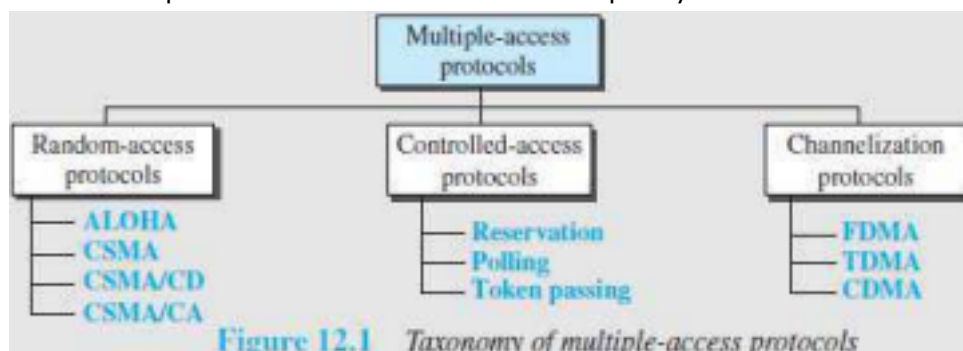 Multiple-access
protocols
Random-access
protocols
ALOHA
CSMA
CSMA/CD
CSMA/CA
Controlled-access
protocols
Reservation
Polling
Token passing
Channelization
protocols
FDMA
TDMA
CDMA
Figure 12.1 Taxonomy of multiple-access protocols